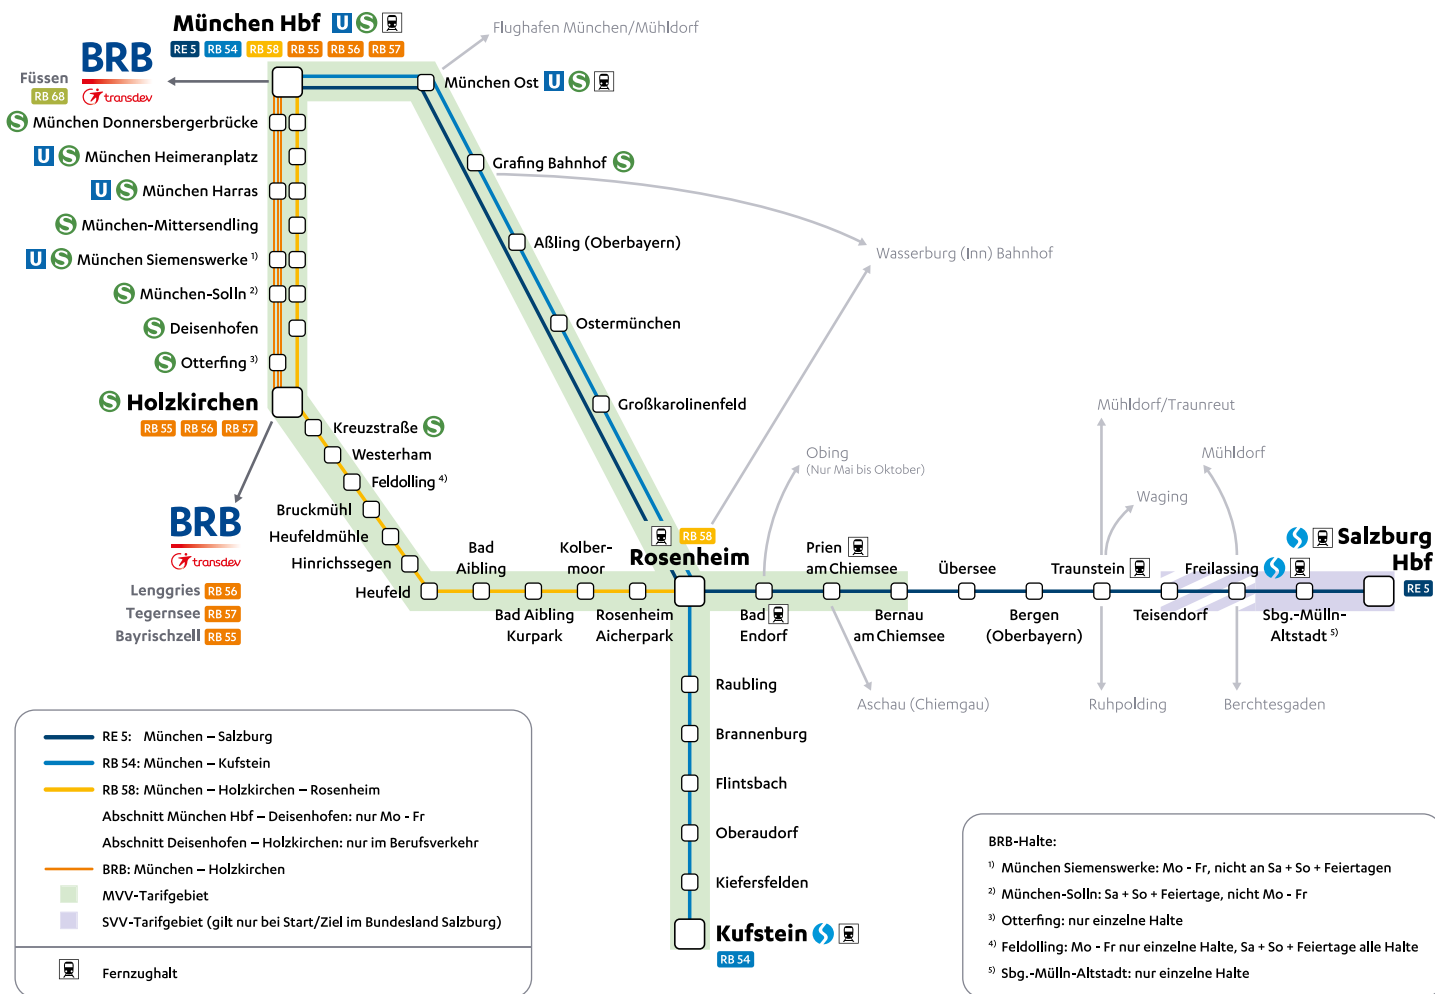 München Hbf U S
RE 5 RB 54 RB 58 RB 55 RB 56 RB 57
Flughafen München/Mühldorf
BRB
transdev
Füssen
RB 68
München Ost U S
S München Donnersbergerbrücke
U S München Heimeranplatz
Grafing Bahnhof S
U S München Harras
S München-Mittersendling
Aßling (Oberbayern)
Wasserburg (Inn) Bahnhof
U S München Siemenswerke 1)
S München-Solln 2)
Ostermünchen
S Deisenhofen
S Otterfing 3)
S Holzkirchen
RB 55 RB 56 RB 57
Großkarolinenfeld
Mühldorf/Traunreut
Kreuzstraße S
Westerham
Obing
(Nur Mai bis Oktober)
Mühldorf
Feldolling 4)
Waging
Bruckmühl
BRB
transdev
Heufeldmühle
Hinrichssegen
Heufeld
Lenggries RB 56
Tegernsee RB 57
Bayrischzell RB 55
Bad
Aibling
Bad Aibling
Kurpark
Kolber-
moor
Rosenheim
Aicherpark
RB 58
Rosenheim
Bad
Endorf
Prien
am Chiemsee
Bernau
am Chiemsee
Übersee
Bergen
(Oberbayern)
Traunstein
Teisendorf
Freilassing
Sbg.-Mülln-
Altstadt 5)
Salzburg
Hbf
RE 5
Aschau (Chiemgau)
Ruhpolding
Berchtesgaden
Raubling
Brannenburg
Flintsbach
Oberaudorf
Kiefersfelden
Kufstein
RB 54
RE 5: München – Salzburg
RB 54: München – Kufstein
RB 58: München – Holzkirchen – Rosenheim
Abschnitt München Hbf – Deisenhofen: nur Mo - Fr
Abschnitt Deisenhofen – Holzkirchen: nur im Berufsverkehr
BRB: München – Holzkirchen
MVV-Tarifgebiet
SVV-Tarifgebiet (gilt nur bei Start/Ziel im Bundesland Salzburg)
Fernzughalt
BRB-Halte:
1) München Siemenswerke: Mo - Fr, nicht an Sa + So + Feiertagen
2) München-Solln: Sa + So + Feiertage, nicht Mo - Fr
3) Otterfing: nur einzelne Halte
4) Feldolling: Mo - Fr nur einzelne Halte, Sa + So + Feiertage alle Halte
5) Sbg.-Mülln-Altstadt: nur einzelne Halte